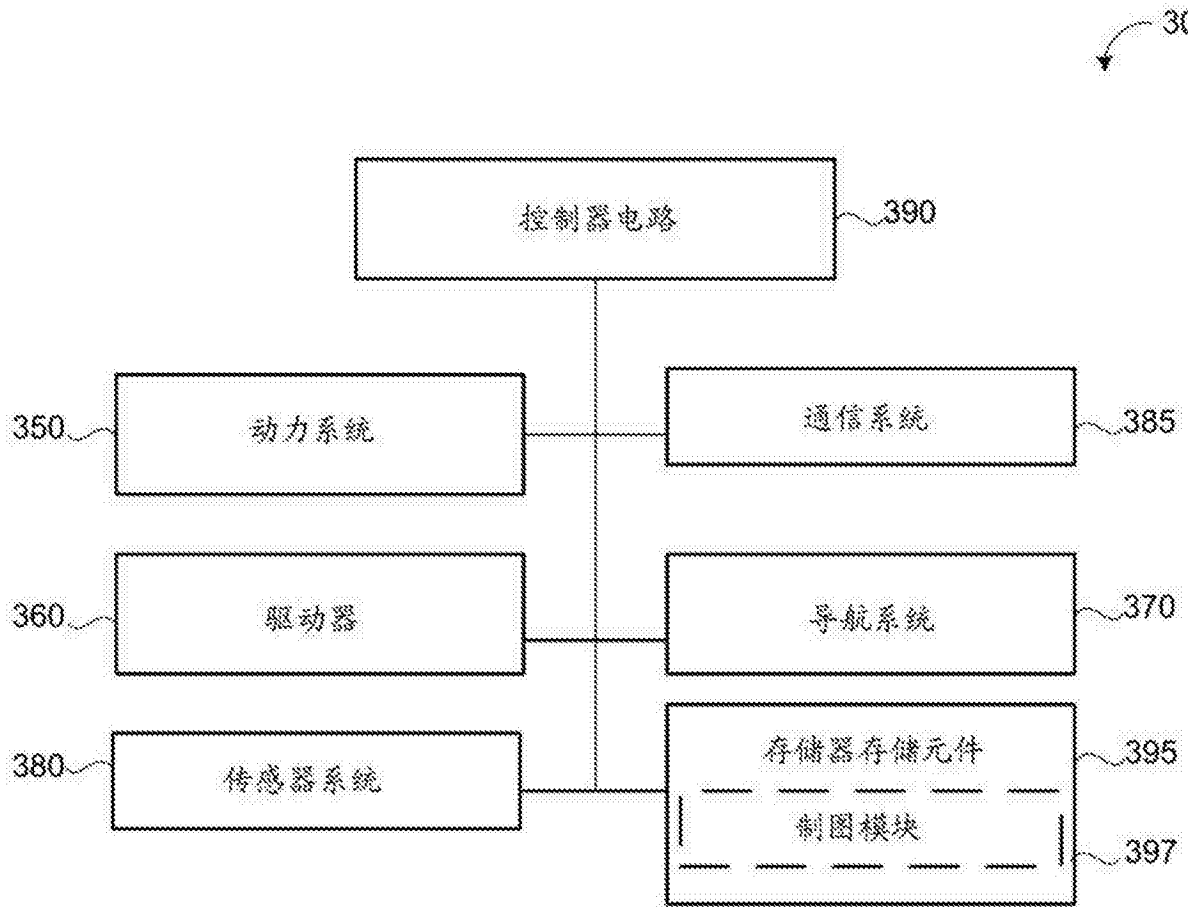 控制器电路
390
350
动力系统
通信系统
385
360
驱动器
导航系统
370
380
传感器系统
存储器存储元件
395
制图模块
397